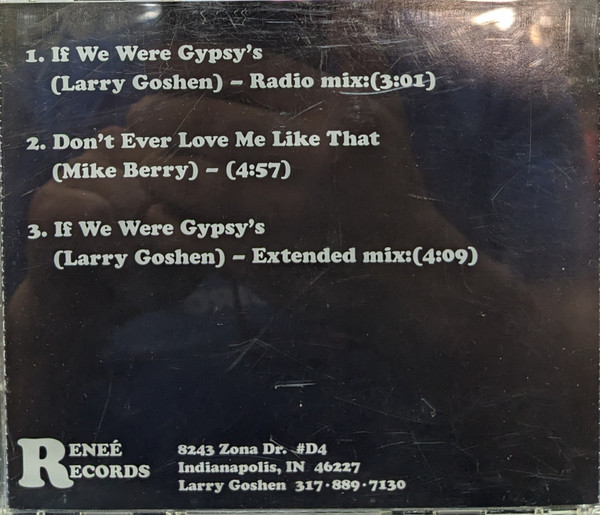 1. If We Were Gypsy's
(Larry Goshen) – Radio mix:(3:01)
2. Don't Ever Love Me Like That
(Mike Berry) – (4:57)
3. If We Were Gypsy's
(Larry Goshen) – Extended mix:(4:09)
RENEÉ
RECORDS
8243 Zona Dr. #D4
Indianapolis, IN 46227
Larry Goshen 317·889·7130